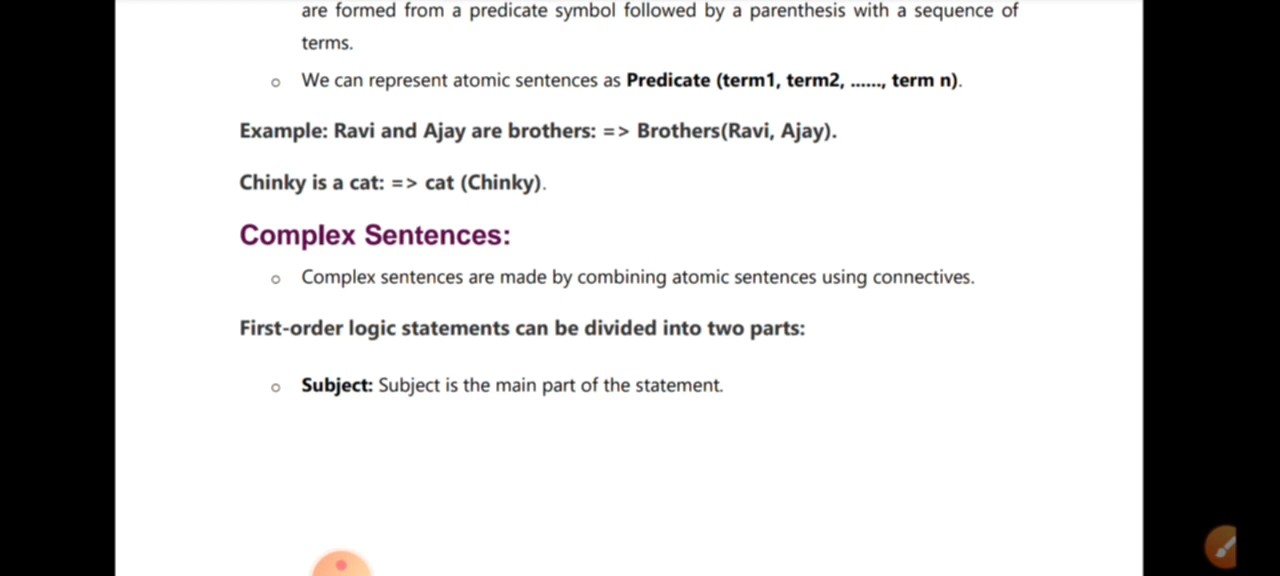 are formed from a predicate symbol followed by a parenthesis with a sequence of
terms.
We can represent atomic sentences as Predicate (term1, term2, ......, term n).
Example: Ravi and Ajay are brothers: => Brothers(Ravi, Ajay).
Chinky is a cat: => cat (Chinky).
Complex Sentences:
Complex sentences are made by combining atomic sentences using connectives.
First-order logic statements can be divided into two parts:
Subject: Subject is the main part of the statement.